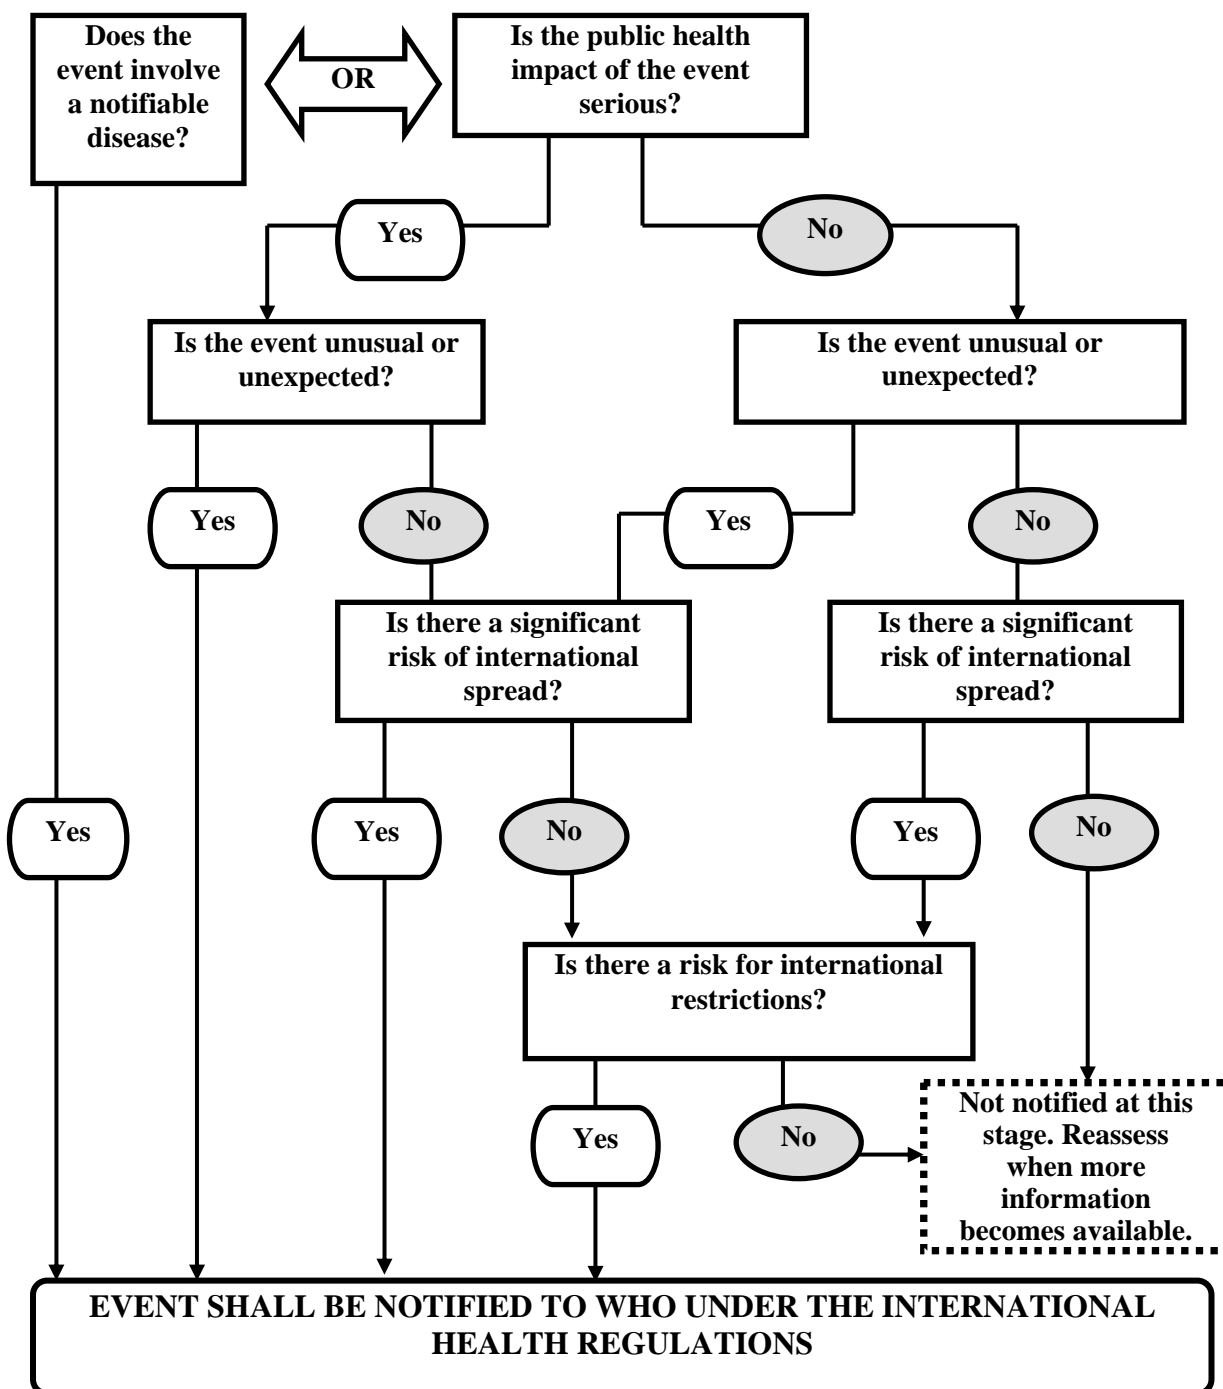 Does the
event involve
a notifiable
disease?
OR
Is the public health
impact of the event
serious?
Yes
No
Is the event unusual or
unexpected?
Is the event unusual or
unexpected?
Yes
No
Yes
No
Is there a significant
risk of international
spread?
Is there a significant
risk of international
spread?
Yes
Yes
No
Yes
No
Is there a risk for international
restrictions?
Yes
No
Not notified at this
stage. Reassess
when more
information
becomes available.
EVENT SHALL BE NOTIFIED TO WHO UNDER THE INTERNATIONAL
HEALTH REGULATIONS